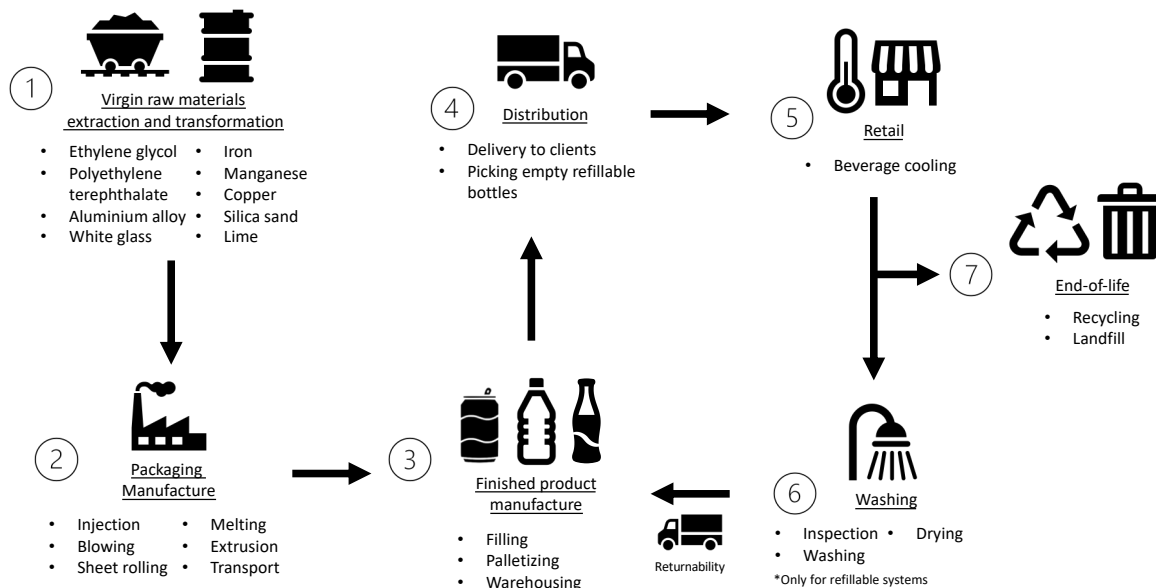 1
Virgin raw materials
extraction and transformation
• Ethylene glycol
• Polyethylene
terephthalate
• Aluminium alloy
• White glass
• Iron
• Manganese
• Copper
• Silica sand
• Lime
2
Packaging
Manufacture
• Injection
• Blowing
• Sheet rolling
• Melting
• Extrusion
• Transport
3
Finished product
manufacture
• Filling
• Palletizing
• Warehousing
4
Distribution
• Delivery to clients
• Picking empty refillable
bottles
5
Retail
• Beverage cooling
6
Washing
• Inspection
• Washing
• Drying
*Only for refillable systems
Returnability
7
End-of-life
• Recycling
• Landfill